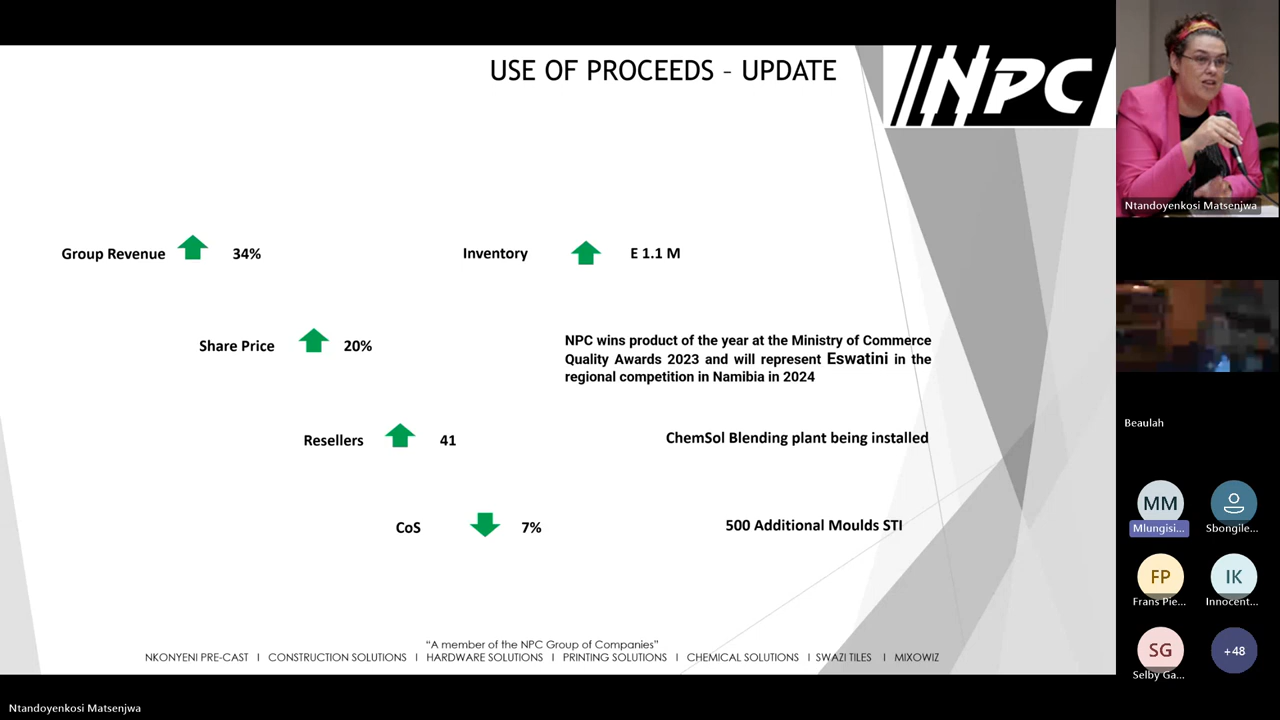 USE OF PROCEEDS – UPDATE
NPC
Ntandoyenkosi Matsenjwa
Group Revenue 34%
Inventory E 1.1 M
Share Price 20%
NPC wins product of the year at the Ministry of Commerce
Quality Awards 2023 and will represent Eswatini in the
regional competition in Namibia in 2024
Resellers 41
ChemSol Blending plant being installed
CoS 7%
500 Additional Moulds STI
“A member of the NPC Group of Companies”
NKONYENI PRE-CAST I CONSTRUCTION SOLUTIONS I HARDWARE SOLUTIONS I PRINTING SOLUTIONS I CHEMICAL SOLUTIONS I SWAZI TILES I MIXOWIZ
Beaulah
MM
Mlungisi...
Sbongile...
FP
Frans Pie...
IK
Innocent...
SG
Selby Ga...
+48
Ntandoyenkosi Matsenjwa